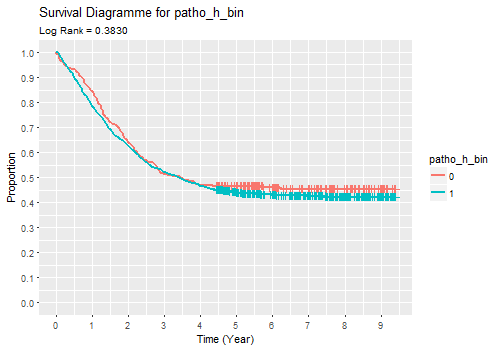 Survival Diagramme for patho_h_bin
Log Rank = 0.3830
1.0
0.9
0.8
0.7
0.6
0.5
0.4
0.3
0.2
0.1
0.0
Proportion
0 1 2 3 4 5 6 7 8 9
Time (Year)
patho_h_bin
0
1